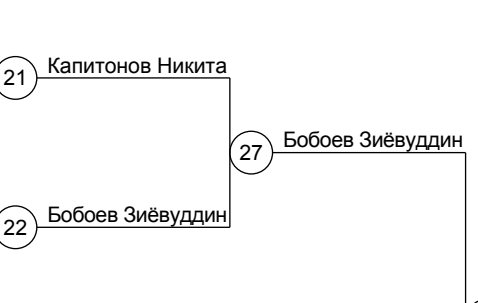 21 Капитонов Никита
27 Бобоев Зиёвуддин
22 Бобоев Зиёвуддин